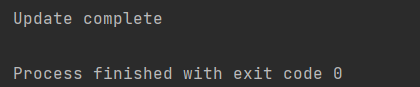 Update complete
Process finished with exit code 0